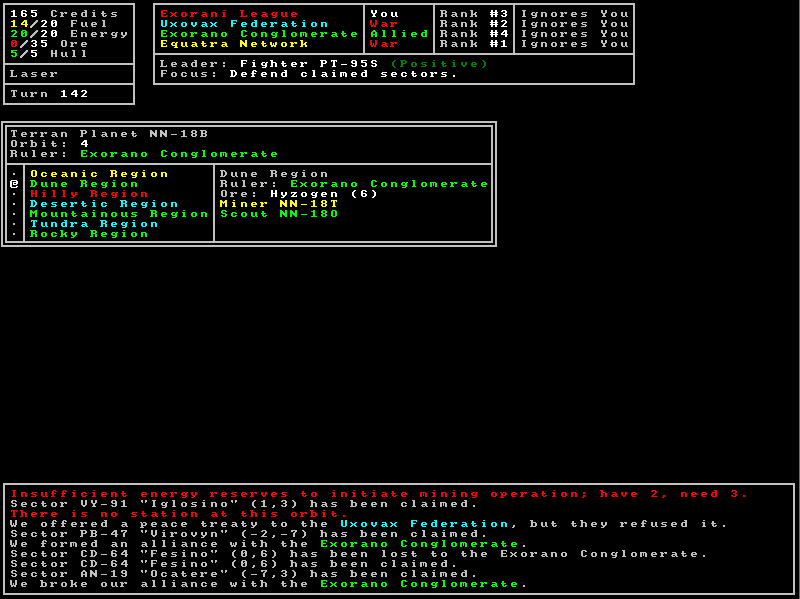 165 Credits
14/20 Fuel
20/20 Energy
0/35 Ore
5/5 Hull
Laser
Turn 142
Exorani League You Rank #3 Ignores You
Uxovax Federation War Rank #2 Ignores You
Exorano Conglomerate Allied Rank #4 Ignores You
Equatra Network War Rank #1 Ignores You
Leader: Fighter PT-95S (Positive)
Focus: Defend claimed sectors.
Terran Planet NN-18B
Orbit: 4
Ruler: Exorano Conglomerate
· Oceanic Region
@ Dune Region
· Hilly Region
· Desertic Region
· Mountainous Region
· Tundra Region
· Rocky Region
Dune Region
Ruler: Exorano Conglomerate
Ore: Hyzogen (6)
Miner NN-18T
Scout NN-18O
Insufficient energy reserves to initiate mining operation; have 2, need 3.
Sector VY-91 "Iglosino" (1,3) has been claimed.
There is no station at this orbit.
We offered a peace treaty to the Uxovax Federation, but they refused it.
Sector PB-47 "Virovyn" (-2,-7) has been claimed.
We formed an alliance with the Exorano Conglomerate.
Sector CD-64 "Fesino" (0,6) has been lost to the Exorano Conglomerate.
Sector CD-64 "Fesino" (0,6) has been claimed.
Sector AN-19 "Ocatere" (-7,3) has been claimed.
We broke our alliance with the Exorano Conglomerate.